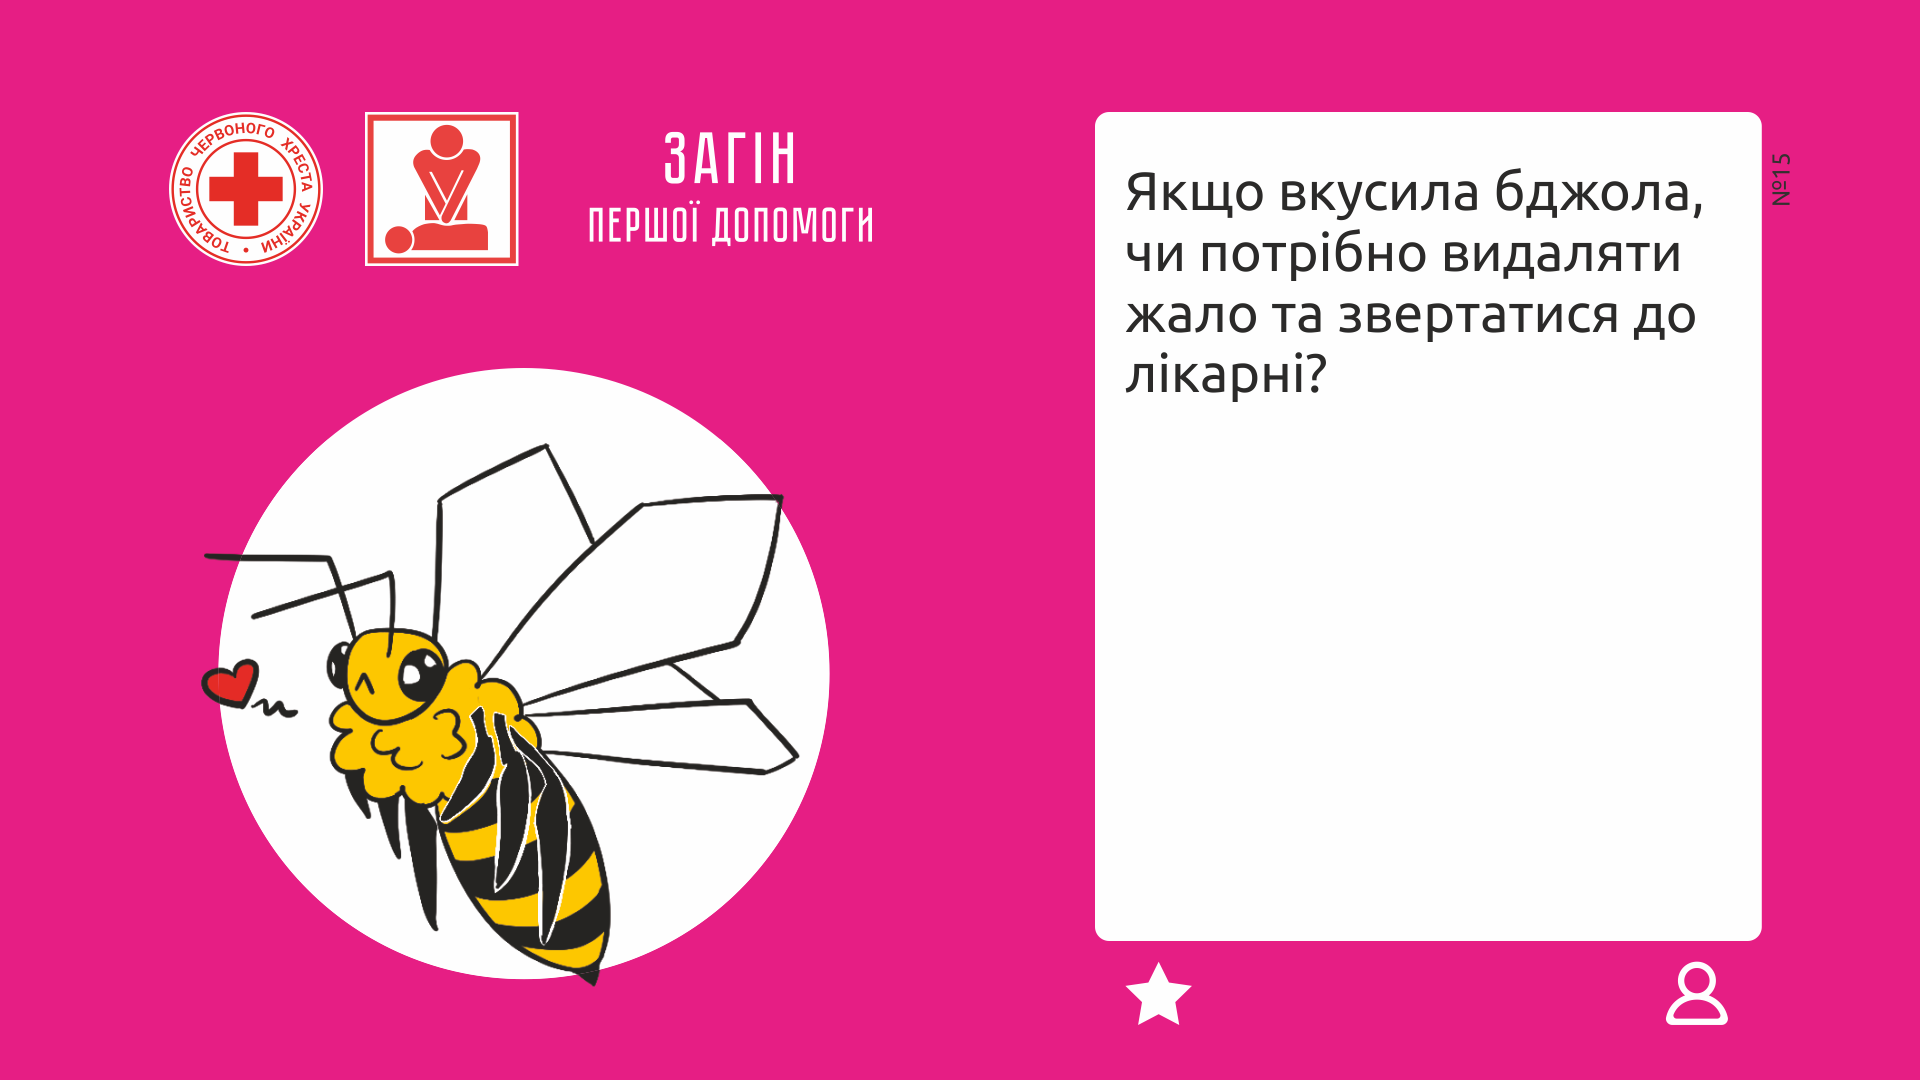 ТОВАРИСТВО ЧЕРВОНОГО ХРЕСТА УКРАЇНИ •
ЗАГІН
ПЕРШОЇ ДОПОМОГИ
Якщо вкусила бджола,
чи потрібно видаляти
жало та звертатися до
лікарні?
№15